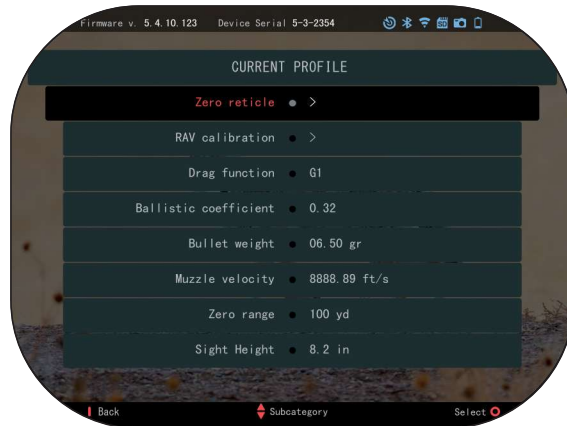 Firmware v. 5.4.10.123 Device Serial 5-3-2354
CURRENT PROFILE
Zero reticle >
RAV calibration >
Drag function G1
Ballistic coefficient 0.32
Bullet weight 06.50 gr
Muzzle velocity 8888.89 ft/s
Zero range 100 yd
Sight Height 8.2 in
Back Subcategory Select